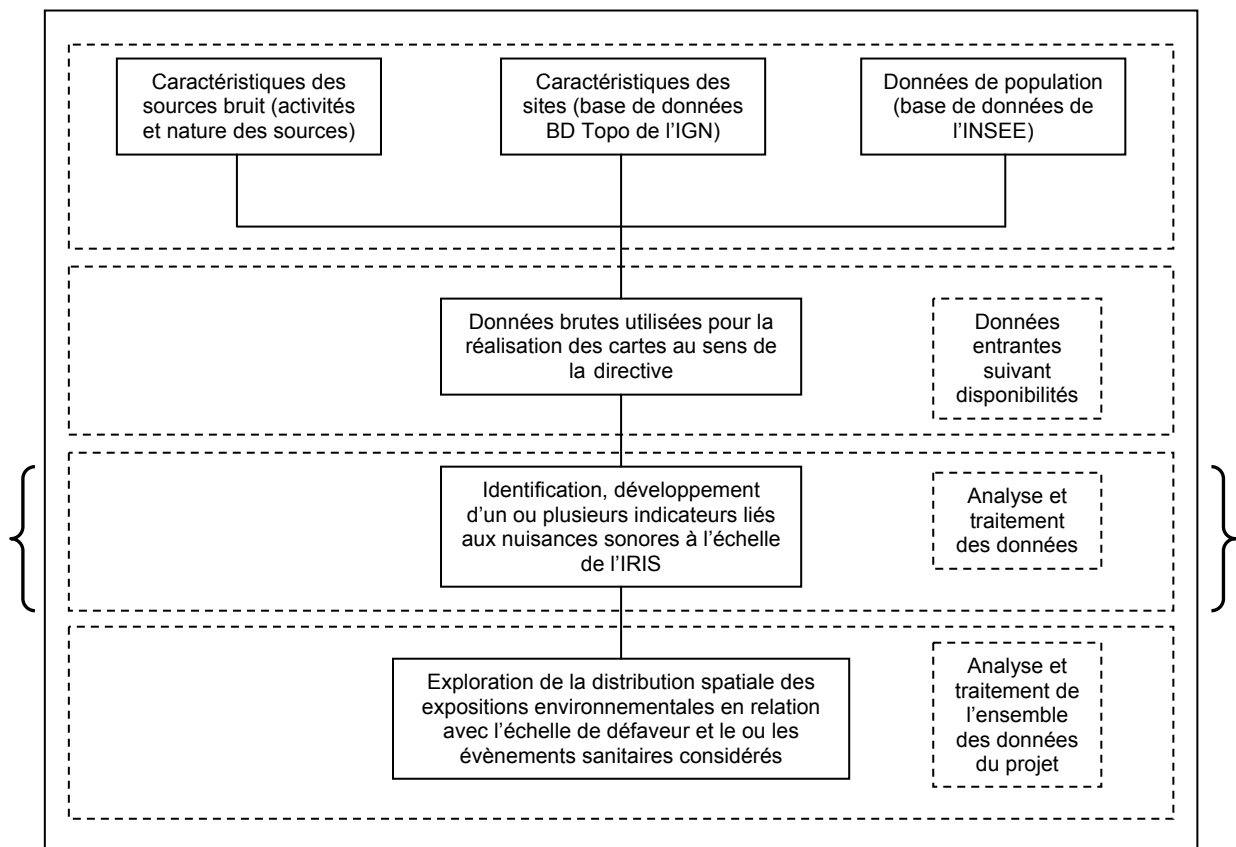 Caractéristiques des
sources bruit (activités
et nature des sources)
Caractéristiques des
sites (base de données
BD Topo de l'IGN)
Données de population
(base de données de
l'INSEE)
Données brutes utilisées pour la
réalisation des cartes au sens de
la directive
Données
entrantes
suivant
disponibilités
Identification, développement
d'un ou plusieurs indicateurs liés
aux nuisances sonores à l'échelle
de l'IRIS
Analyse et
traitement
des données
Exploration de la distribution spatiale des
expositions environnementales en relation
avec l'échelle de défaveur et le ou les
évènements sanitaires considérés
Analyse et
traitement de
l'ensemble
des données
du projet